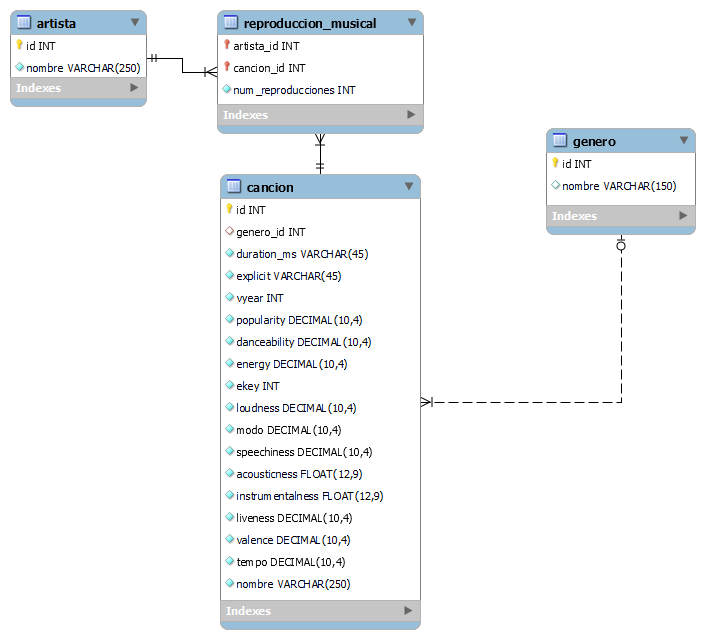 artista
id INT
nombre VARCHAR(250)
Indexes
reproduccion_musical
artista_id INT
cancion_id INT
num_reproducciones INT
Indexes
cancion
id INT
genero_id INT
duration_ms VARCHAR(45)
explicit VARCHAR(45)
vyear INT
popularity DECIMAL(10,4)
danceability DECIMAL(10,4)
energy DECIMAL(10,4)
ekey INT
loudness DECIMAL(10,4)
modo DECIMAL(10,4)
speechiness DECIMAL(10,4)
acousticness FLOAT(12,9)
instrumentalness FLOAT(12,9)
liveness DECIMAL(10,4)
valence DECIMAL(10,4)
tempo DECIMAL(10,4)
nombre VARCHAR(250)
Indexes
genero
id INT
nombre VARCHAR(150)
Indexes